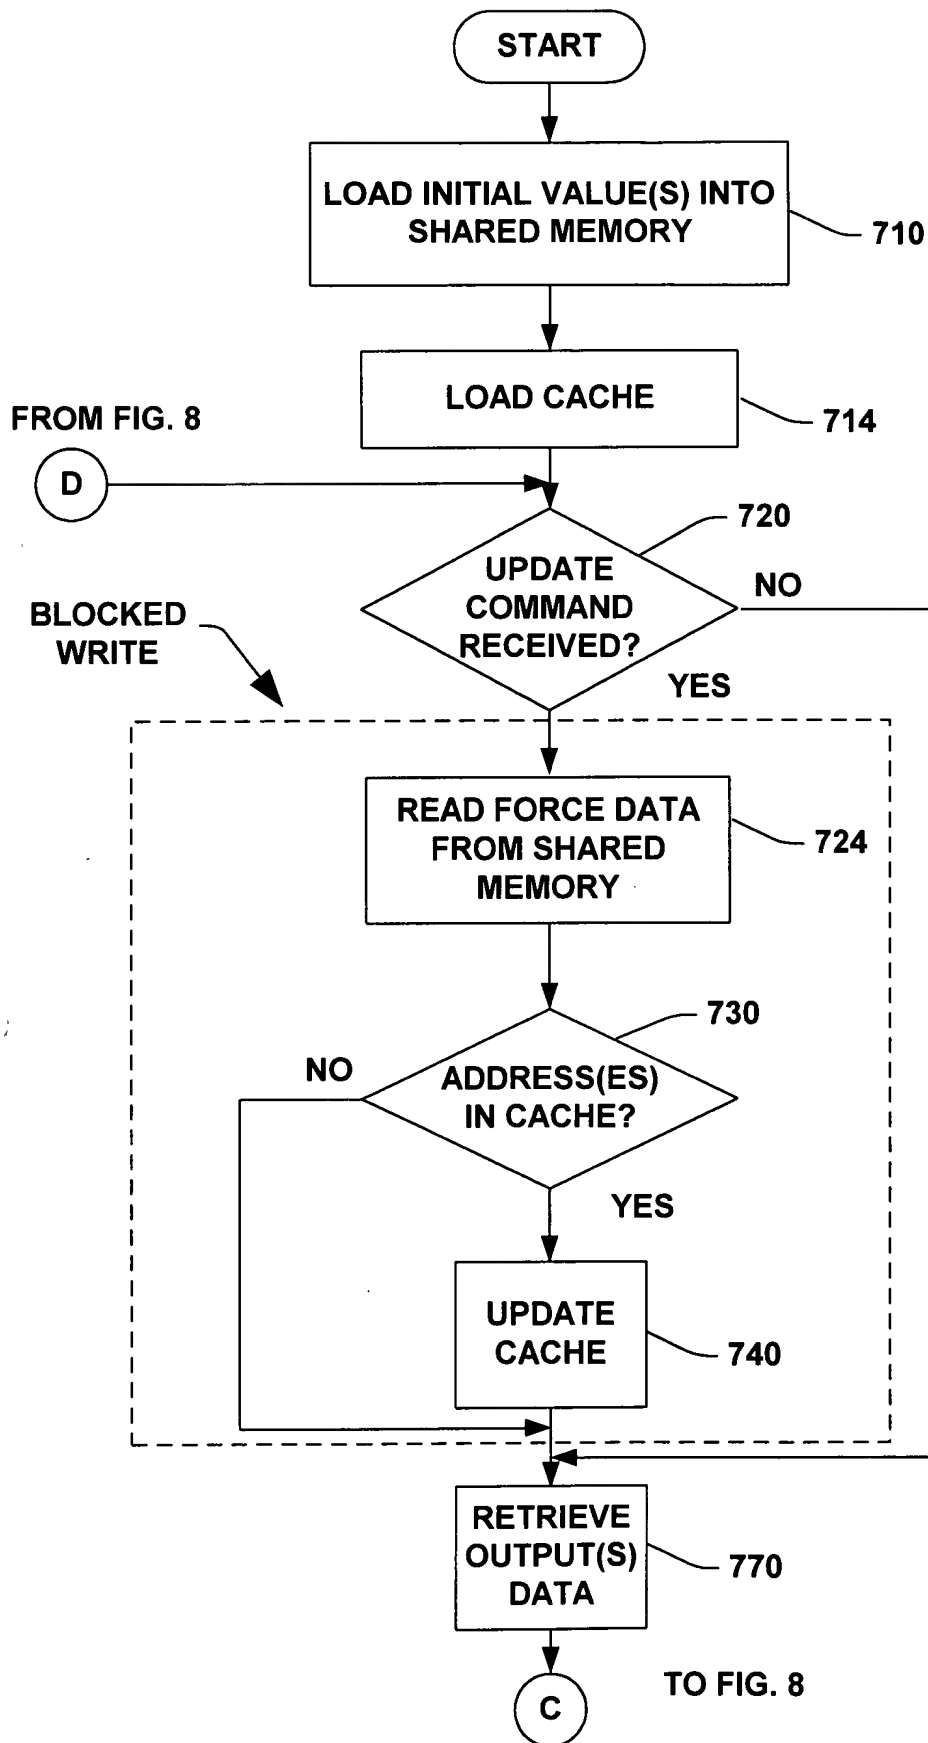 START
LOAD INITIAL VALUE(S) INTO
SHARED MEMORY
710
LOAD CACHE
714
FROM FIG. 8
D
720
UPDATE
COMMAND
RECEIVED?
NO
BLOCKED
WRITE
YES
READ FORCE DATA
FROM SHARED
MEMORY
724
730
NO
ADDRESS(ES)
IN CACHE?
YES
UPDATE
CACHE
740
RETRIEVE
OUTPUT(S)
DATA
770
TO FIG. 8
C